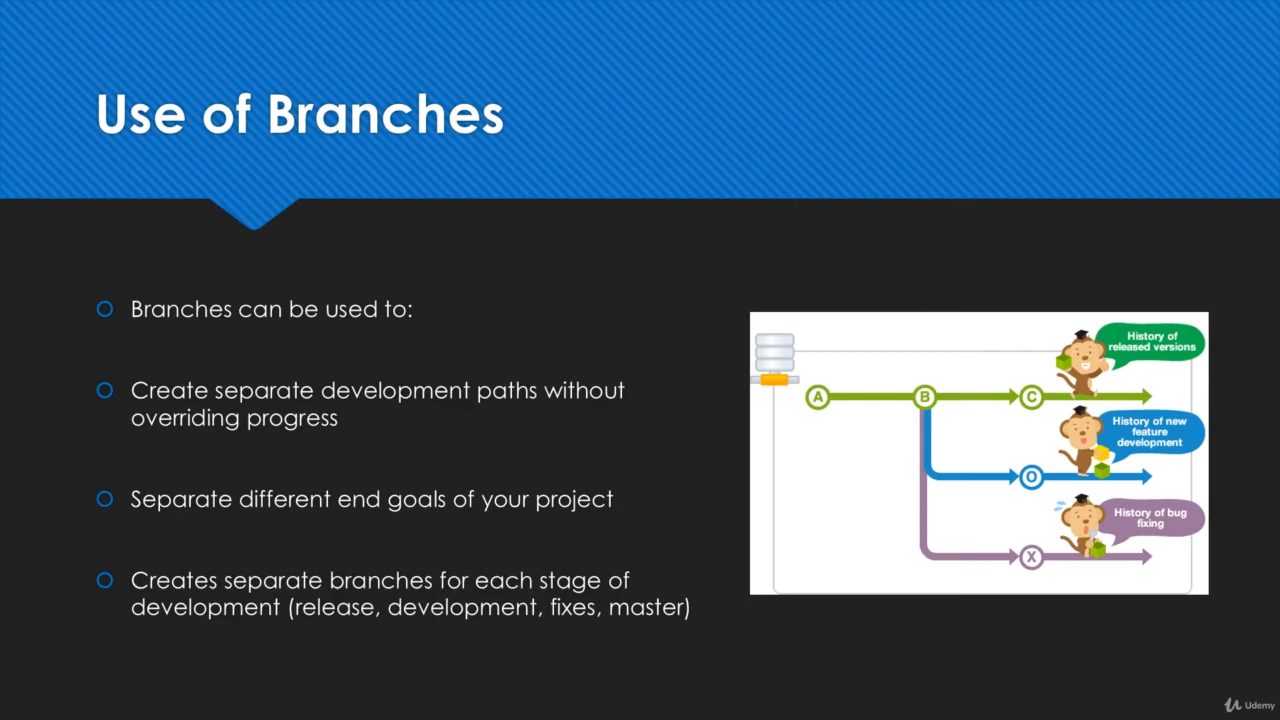 Use of Branches
Branches can be used to:
Create separate development paths without
overriding progress
Separate different end goals of your project
Creates separate branches for each stage of
development (release, development, fixes, master)
History of
released versions
A
B
C
History of new
feature
development
O
History of bug
fixing
X
Udemy